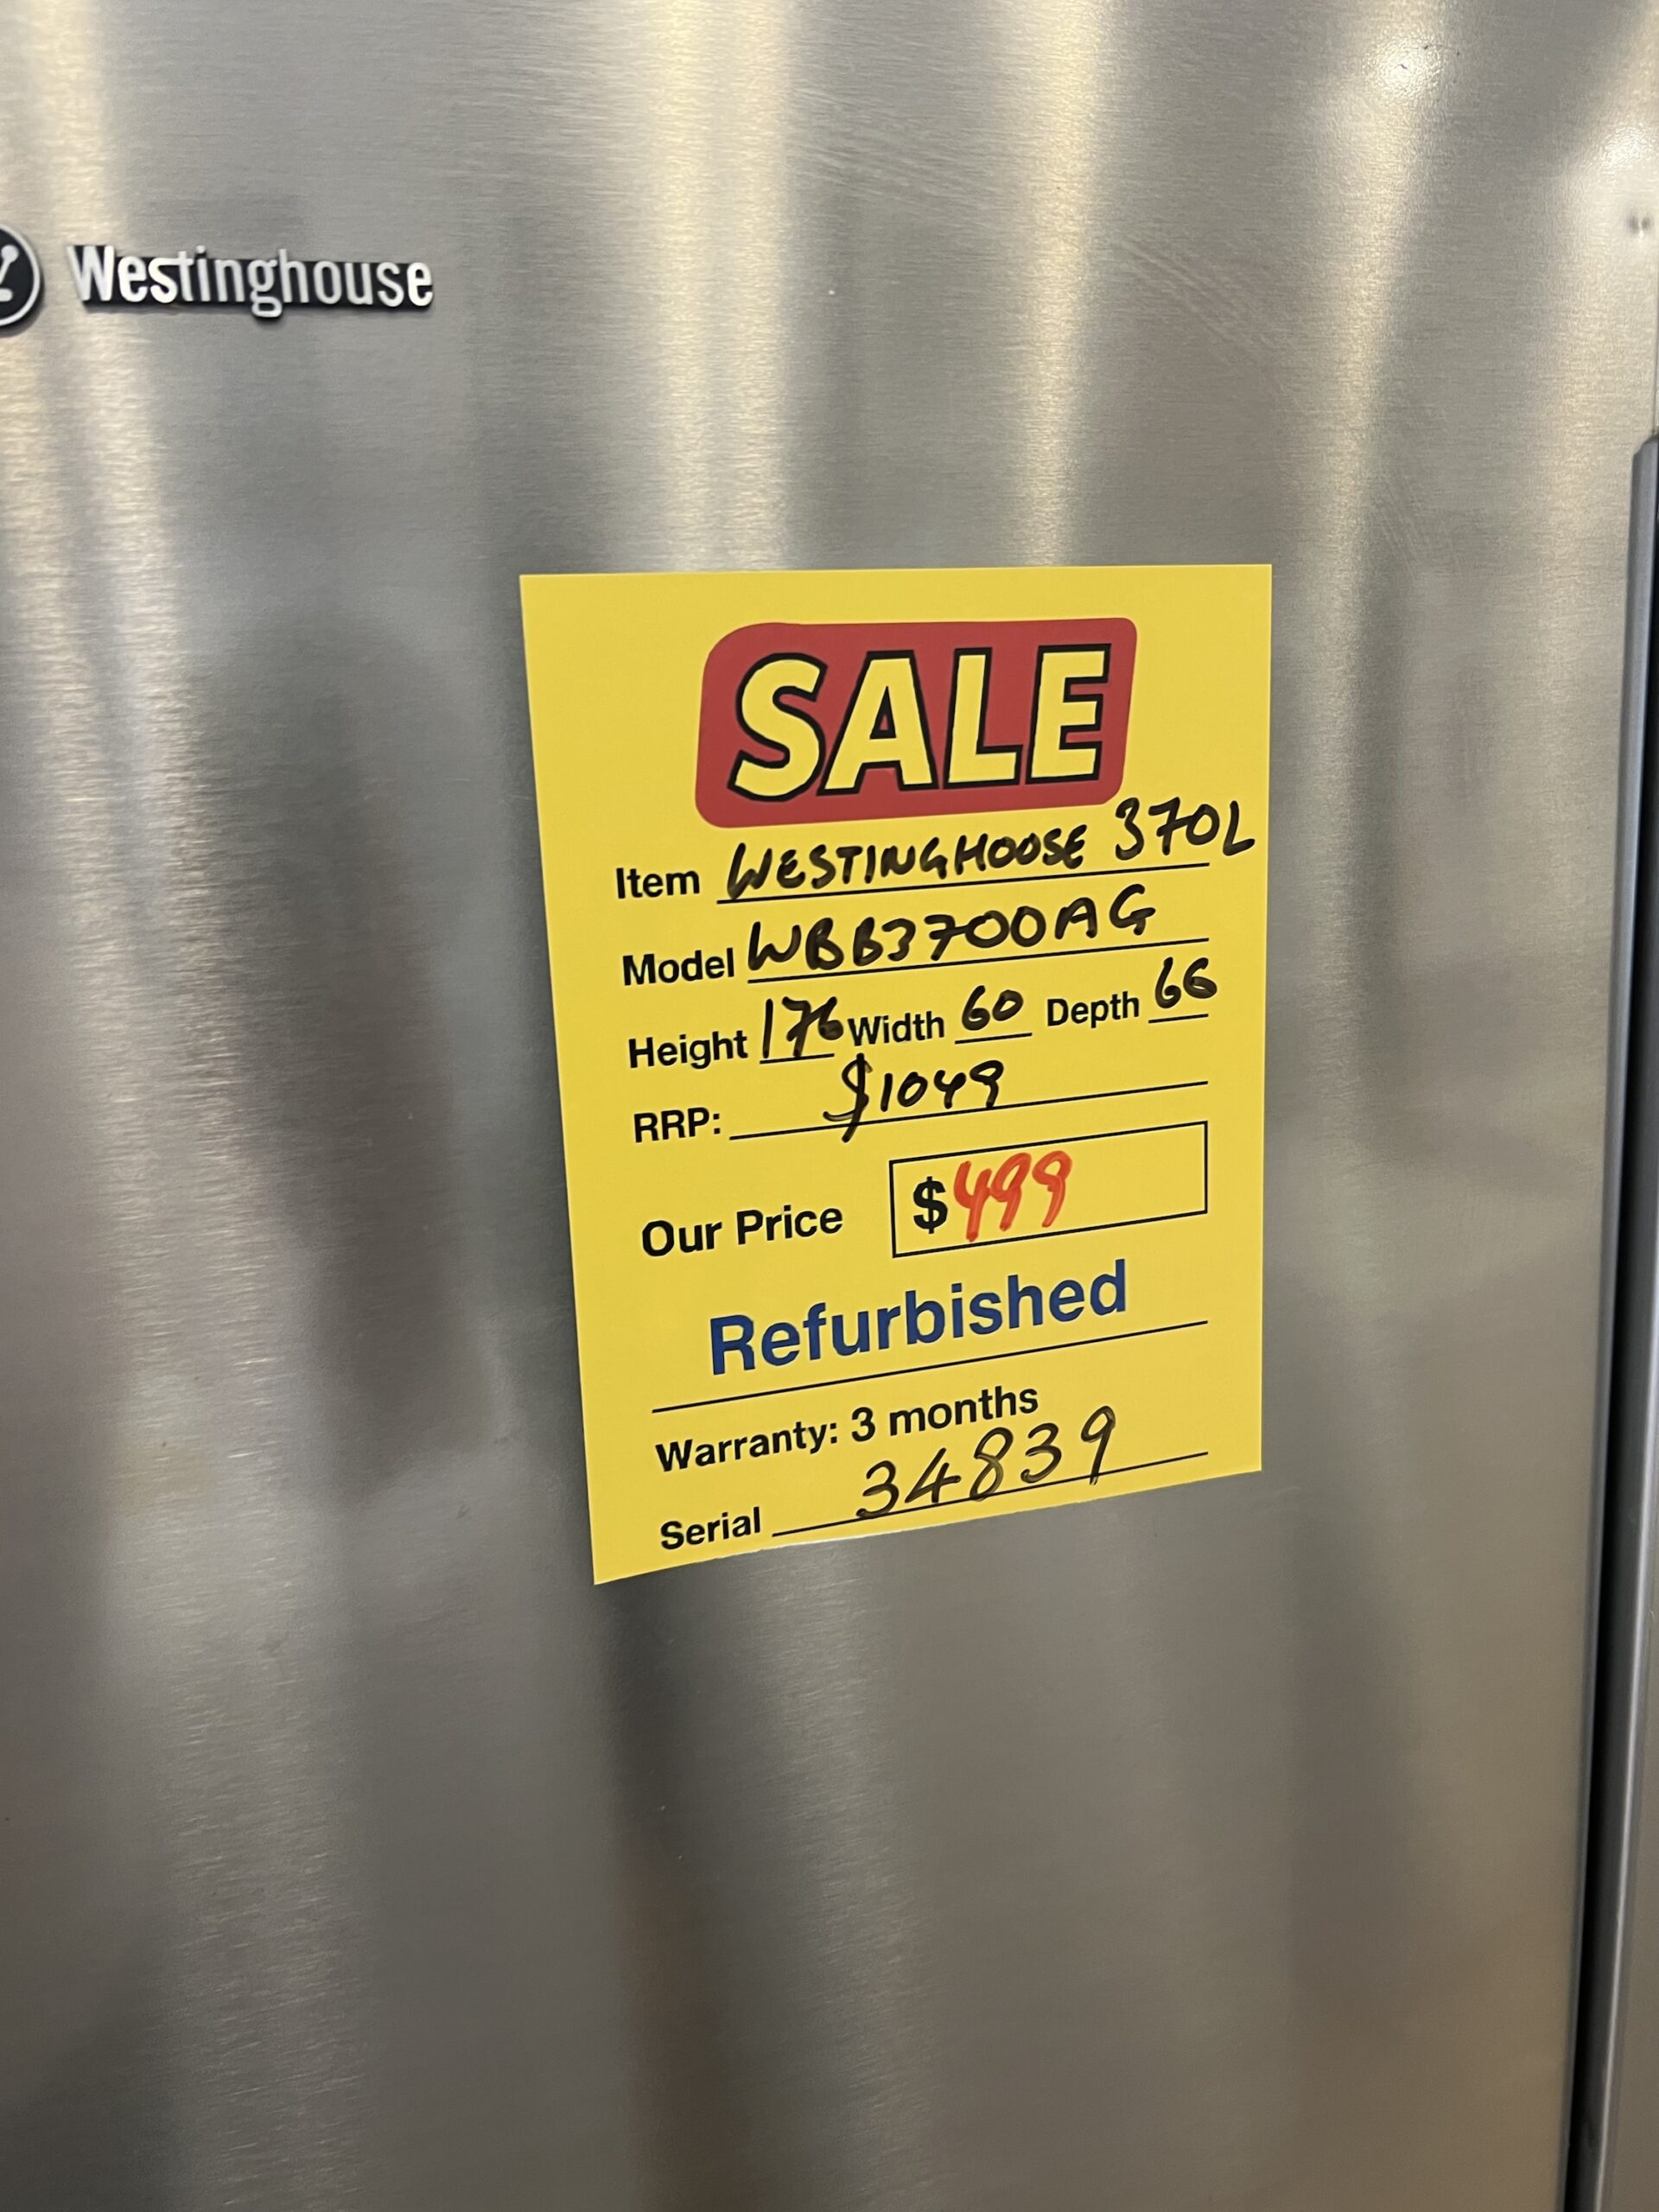 Westinghouse
SALE
Item WESTINGHOOSE 370L
Model WBB3700AG
Height 176 Width 60 Depth 66
RRP: $1049
Our Price $499
Refurbished
Warranty: 3 months
Serial 34839